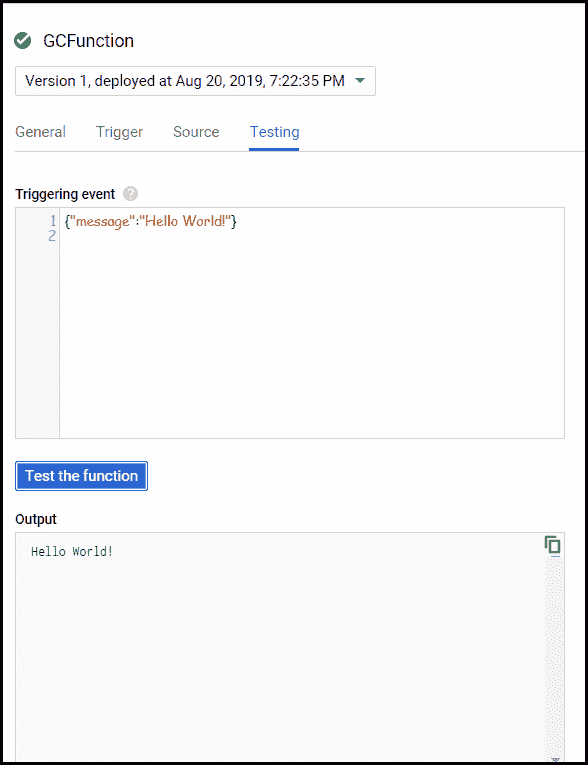 GCFunction
Version 1, deployed at Aug 20, 2019, 7:22:35 PM
General Trigger Source Testing
Triggering event ?
1 {"message":"Hello World!"}
2
Test the function
Output
Hello World!